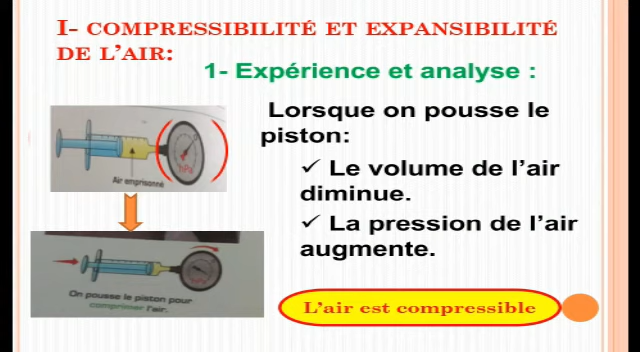 I- COMPRESSIBILITÉ ET EXPANSIBILITÉ
DE L'AIR:
1- Expérience et analyse :
Lorsque on pousse le
piston:
✓ Le volume de l'air
diminue.
✓ La pression de l'air
augmente.
hPa
Air emprisonné
On pousse le piston pour
comprimer l'air.
L'air est compressible